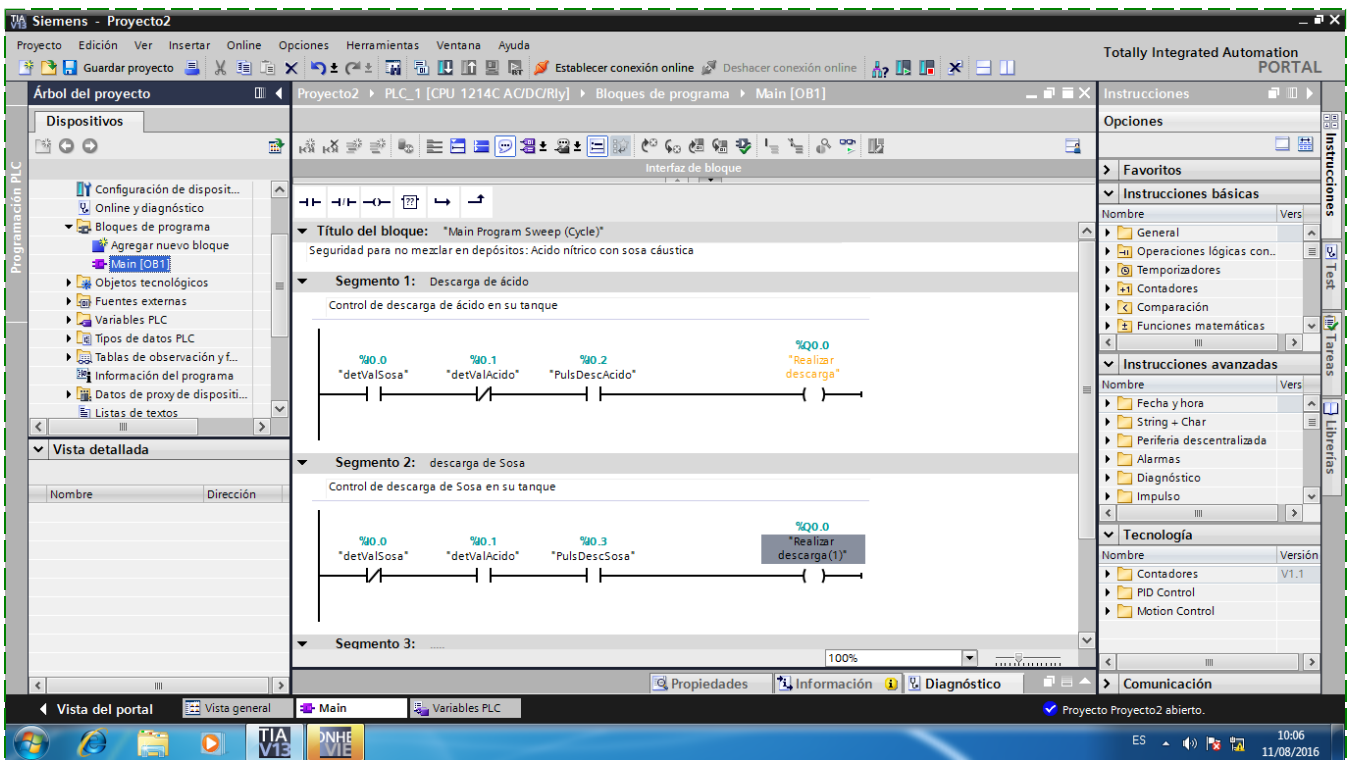 Siemens - Proyecto2
Proyecto Edición Ver Insertar Online Opciones Herramientas Ventana Ayuda
Totally Integrated Automation
PORTAL
Guardar proyecto
Establecer conexión online
Deshacer conexión online
Árbol del proyecto
Proyecto2 PLC_1 [CPU 1214C AC/DC/Rly] Bloques de programa Main [OB1]
Instrucciones
Dispositivos
Opciones
Programación PLC
Interfaz de bloque
Configuración de disposit...
Online y diagnóstico
Bloques de programa
Agregar nuevo bloque
Main [OB1]
Objetos tecnológicos
Fuentes externas
Variables PLC
Tipos de datos PLC
Tablas de observación y f...
Información del programa
Datos de proxy de dispositi...
Listas de textos
Vista detallada
Nombre Dirección
Título del bloque: "Main Program Sweep (Cycle)"
Seguridad para no mezclar en depósitos: Acido nítrico con sosa cáustica
Segmento 1: Descarga de ácido
Control de descarga de ácido en su tanque
%Q0.0
%I0.0 %I0.1 %I0.2 "Realizar
"detValSosa" "detValAcido" "PulsDescAcido" descarga"
Segmento 2: descarga de Sosa
Control de descarga de Sosa en su tanque
%Q0.0
%I0.0 %I0.1 %I0.3 "Realizar
"detValSosa" "detValAcido" "PulsDescSosa" descarga(1)"
Segmento 3: .....
100%
Propiedades Información Diagnóstico
Favoritos
Instrucciones básicas
Nombre Vers
General
Operaciones lógicas con..
Temporizadores
Contadores
Comparación
Funciones matemáticas
Instrucciones avanzadas
Nombre Vers
Fecha y hora
String + Char
Periferia descentralizada
Alarmas
Diagnóstico
Impulso
Tecnología
Nombre Versión
Contadores V1.1
PID Control
Motion Control
Comunicación
Instrucciones
Test
Tareas
Librerías
Vista del portal Vista general Main Variables PLC
Proyecto Proyecto2 abierto.
TIA
V13
ES
10:06
11/08/2016